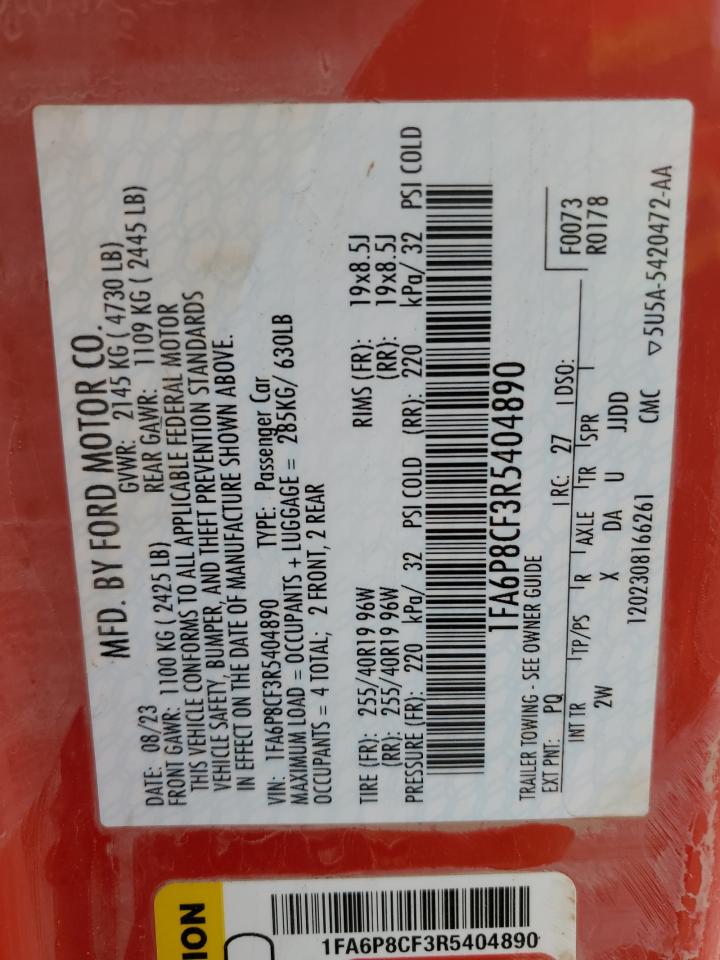 MFD. BY FORD MOTOR CO.
DATE: 08/23 GVWR: 2145 KG ( 4730 LB)
FRONT GAWR: 1100 KG ( 2425 LB) REAR GAWR: 1109 KG ( 2445 LB)
THIS VEHICLE CONFORMS TO ALL APPLICABLE FEDERAL MOTOR
VEHICLE SAFETY, BUMPER, AND THEFT PREVENTION STANDARDS
IN EFFECT ON THE DATE OF MANUFACTURE SHOWN ABOVE.
VIN: 1FA6P8CF3R5404890 TYPE: Passenger Car
MAXIMUM LOAD = OCCUPANTS + LUGGAGE = 285KG/ 630LB
OCCUPANTS = 4 TOTAL; 2 FRONT, 2 REAR
TIRE (FR): 255/40R19 96W RIMS (FR): 19x8.5J
(RR): 255/40R19 96W (RR): 19x8.5J
PRESSURE (FR): 220 kPa/ 32 PSI COLD (RR): 220 kPa/ 32 PSI COLD
1FA6P8CF3R5404890
TRAILER TOWING - SEE OWNER GUIDE
EXT PNT: PQ RC: 27 DSO: F0073
INT TR TP/PS R AXLE TR SPR R0178
2W X DA U JJDD
1202308166261 CMC ▽5U5A-5420472-AA
ION
1FA6P8CF3R5404890